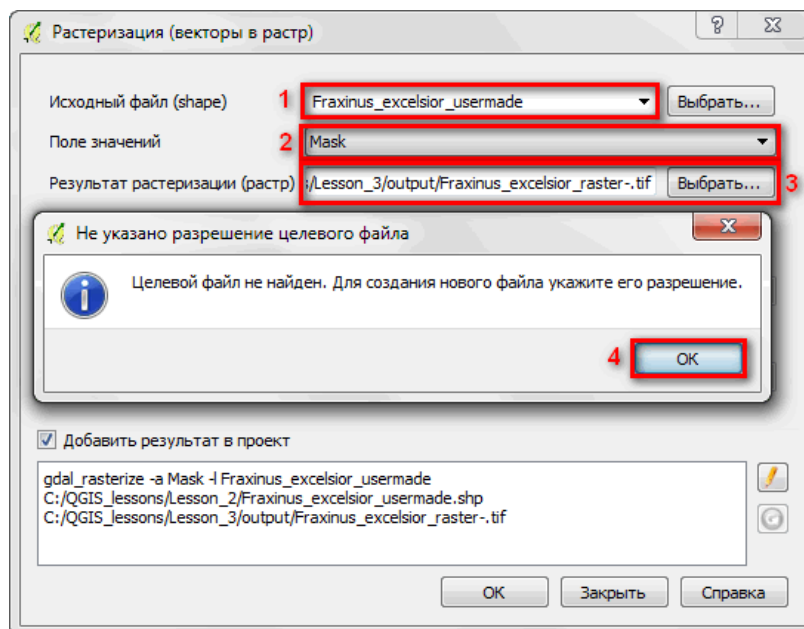 Растеризация (векторы в растр)
Исходный файл (shape) 1 Fraxinus_excelsior_usermade Выбрать...
Поле значений 2 Mask
Результат растеризации (растр) s/Lesson_3/output/Fraxinus_excelsior_raster-.tif Выбрать... 3
Не указано разрешение целевого файла
Целевой файл не найден. Для создания нового файла укажите его разрешение.
4 OK
Добавить результат в проект
gdal_rasterize -a Mask -l Fraxinus_excelsior_usermade
C:/QGIS_lessons/Lesson_2/Fraxinus_excelsior_usermade.shp
C:/QGIS_lessons/Lesson_3/output/Fraxinus_excelsior_raster-.tif
OK Закрыть Справка